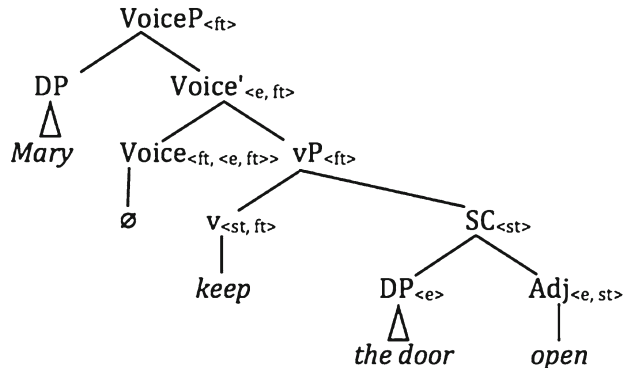 VoiceP<ft>
DP Voice'<e, ft>
Mary Voice<ft, <e, ft>> vP<ft>
∅ v<st, ft> SC<st>
keep DP<e> Adj<e, st>
the door open